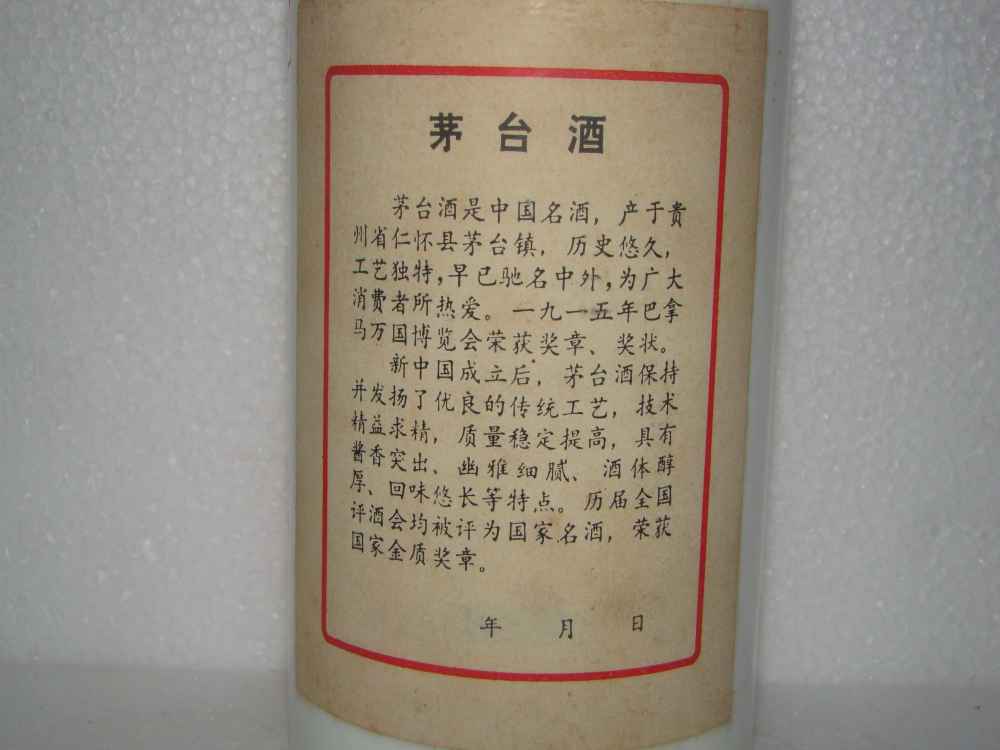 茅台酒
茅台酒是中国名酒，产于贵
州省仁怀县茅台镇，历史悠久，
工艺独特，早已驰名中外，为广大
消费者所热爱。一九一五年巴拿
马万国博览会荣获奖章、奖状。
新中国成立后，茅台酒保持
并发扬了优良的传统工艺，技术
精益求精，质量稳定提高，具有
酱香突出、幽雅细腻、酒体醇
厚、回味悠长等特点。历届全国
评酒会均被评为国家名酒，荣获
国家金质奖章。
年 月 日